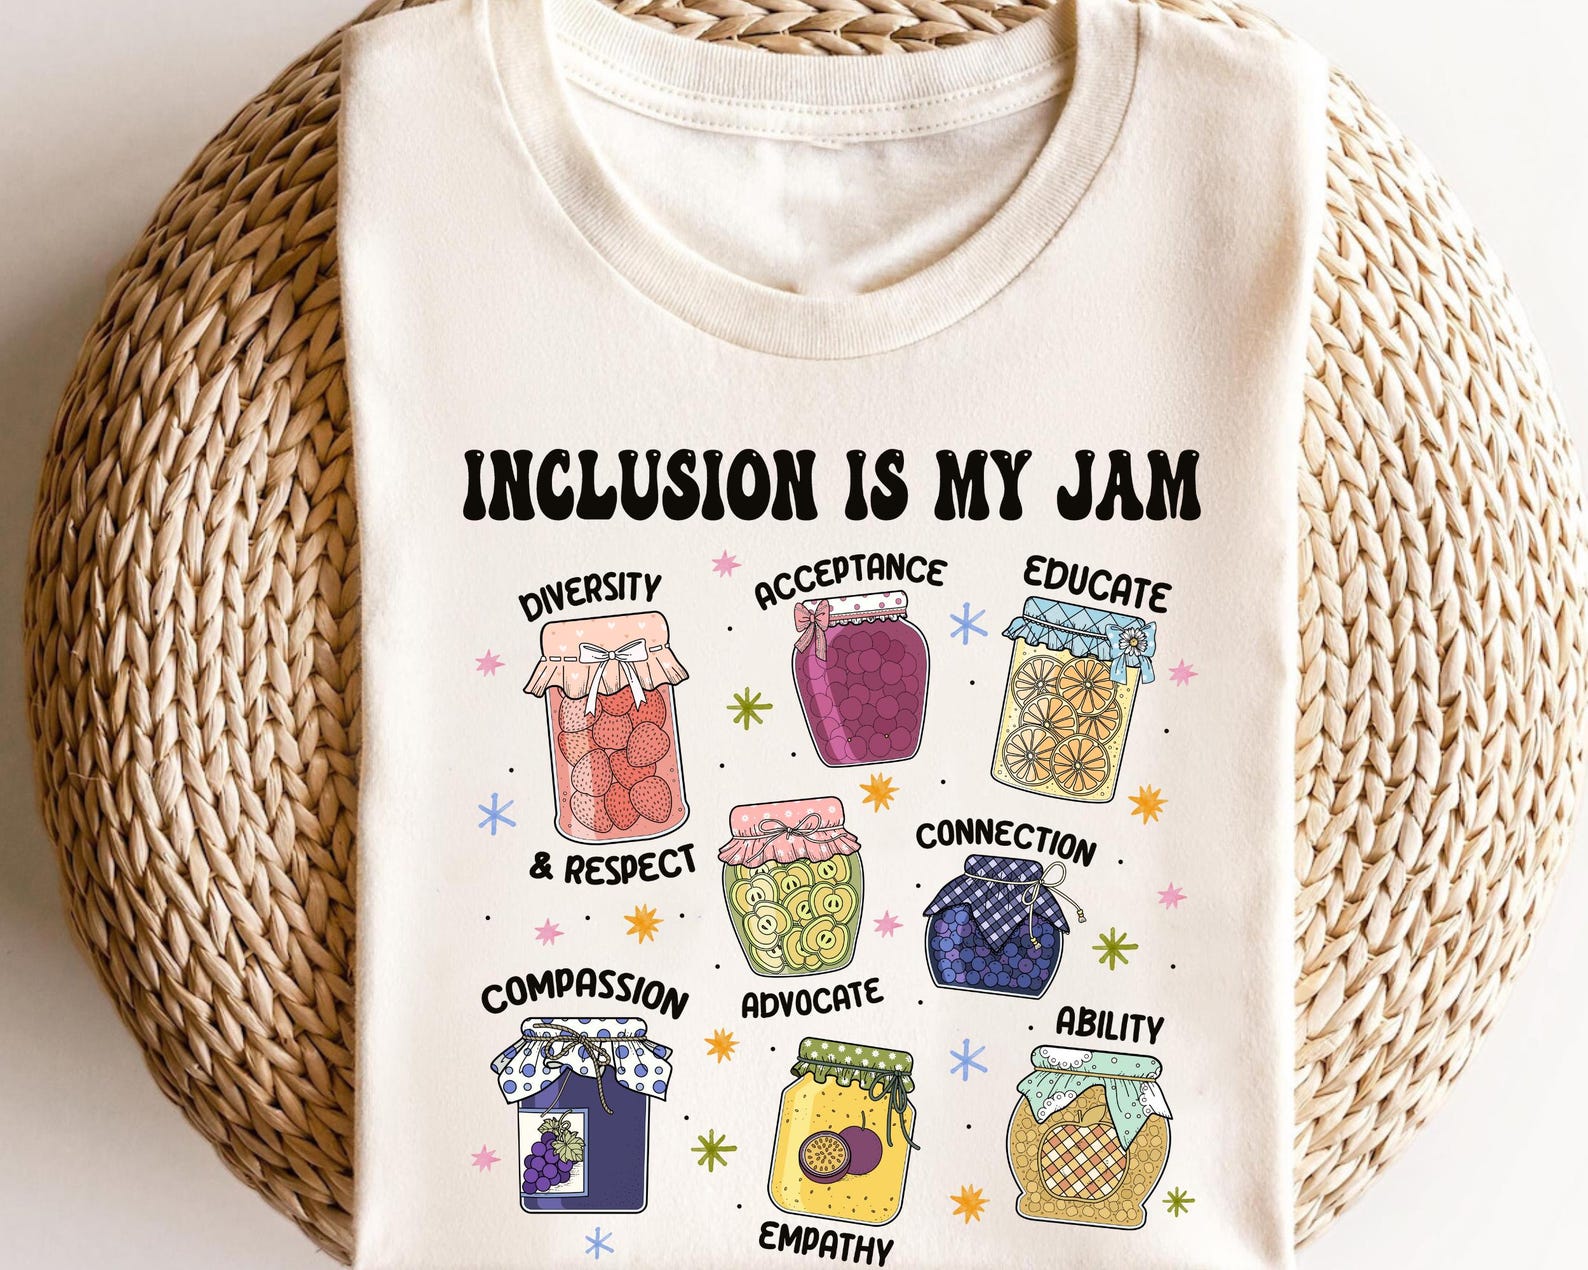 INCLUSION IS MY JAM
DIVERSITY
& RESPECT
ACCEPTANCE
EDUCATE
ADVOCATE
CONNECTION
COMPASSION
EMPATHY
ABILITY